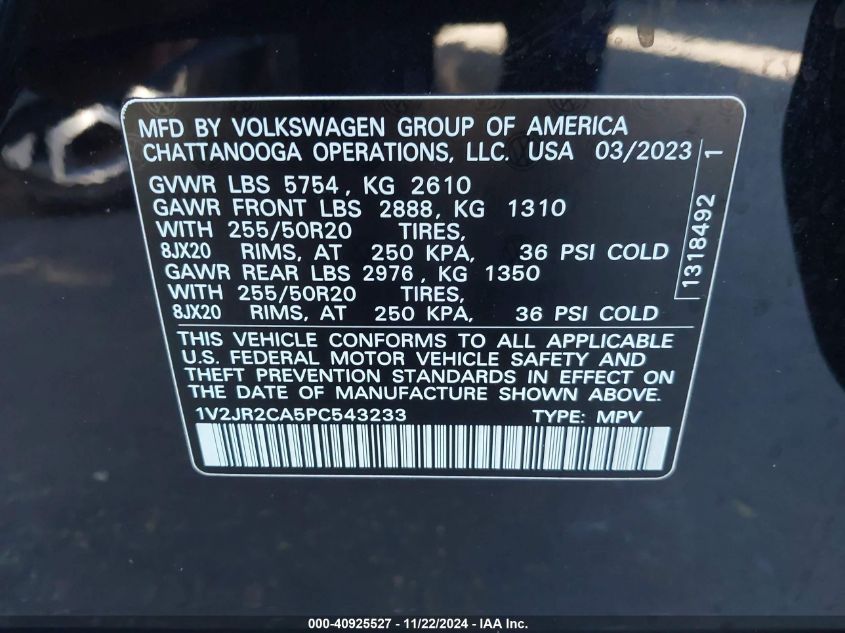 MFD BY VOLKSWAGEN GROUP OF AMERICA
CHATTANOOGA OPERATIONS, LLC. USA 03/2023
GVWR LBS 5754, KG 2610
GAWR FRONT LBS 2888, KG 1310
WITH 255/50R20 TIRES,
8JX20 RIMS, AT 250 KPA, 36 PSI COLD
GAWR REAR LBS 2976, KG 1350
WITH 255/50R20 TIRES,
8JX20 RIMS, AT 250 KPA, 36 PSI COLD
1318492 1
THIS VEHICLE CONFORMS TO ALL APPLICABLE
U.S. FEDERAL MOTOR VEHICLE SAFETY AND
THEFT PREVENTION STANDARDS IN EFFECT ON
THE DATE OF MANUFACTURE SHOWN ABOVE.
1V2JR2CA5PC543233 TYPE: MPV
000-40925527 - 11/22/2024 - IAA Inc.